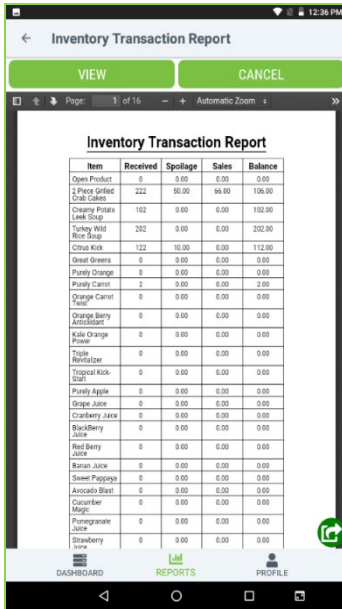 12:36 PM
Inventory Transaction Report
VIEW CANCEL
Page: 1 of 16 − + Automatic Zoom
Inventory Transaction Report
Item Received Spoilage Sales Balance
Open Product 0 0.00 0.00 0.00
2 Piece Grilled 222 50.00 66.00 106.00
Crab Cakes
Creamy Potato 102 0.00 0.00 102.00
Leek Soup
Turkey Wild 202 0.00 0.00 202.00
Rice Soup
Citrus Kick 122 10.00 0.00 112.00
Great Greens 0 0.00 0.00 0.00
Purely Orange 0 0.00 0.00 0.00
Purely Carrot 2 0.00 0.00 2.00
Orange Carrot 0 0.00 0.00 0.00
Twist
Orange Berry 0 0.00 0.00 0.00
Antioxidant
Kale Orange 0 0.00 0.00 0.00
Power
Triple 0 0.00 0.00 0.00
Revitalizer
Tropical Kick- 0 0.00 0.00 0.00
Start
Purely Apple 0 0.00 0.00 0.00
Grape Juice 0 0.00 0.00 0.00
Cranberry Juice 0 0.00 0.00 0.00
BlackBerry 0 0.00 0.00 0.00
Juice
Red Berry 0 0.00 0.00 0.00
Juice
Banan Juice 0 0.00 0.00 0.00
Sweet Pappaya 0 0.00 0.00 0.00
Avocado Blast 0 0.00 0.00 0.00
Cucumber 0 0.00 0.00 0.00
Magic
Pomegranate 0 0.00 0.00 0.00
Juice
Strawberry 0 0.00 0.00 0.00
Juice
DASHBOARD REPORTS PROFILE